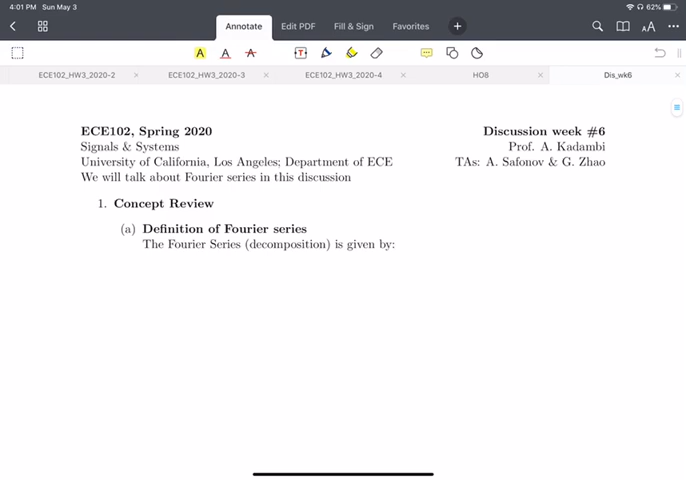 4:01 PM Sun May 3 62%
Annotate Edit PDF Fill & Sign Favorites +
A A A T
ECE102_HW3_2020-2 × ECE102_HW3_2020-3 × ECE102_HW3_2020-4 × HO8 × Dis_wk6 ×
ECE102, Spring 2020 Discussion week #6
Signals & Systems Prof. A. Kadambi
University of California, Los Angeles; Department of ECE TAs: A. Safonov & G. Zhao
We will talk about Fourier series in this discussion
1. Concept Review
(a) Definition of Fourier series
The Fourier Series (decomposition) is given by: